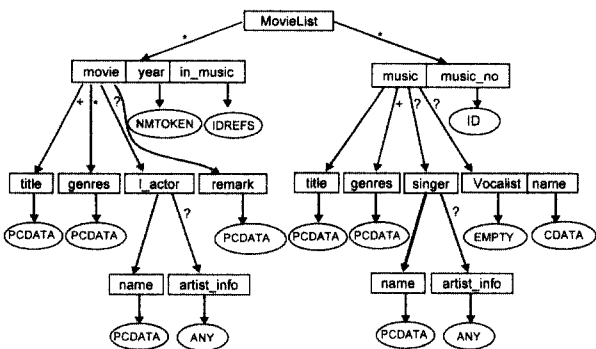 MovieList
* *
movie year in_music music music_no
+ * ? + ? ?
NMTOKEN IDREFS ID
title genres l_actor remark title genres singer Vocalist name
PCDATA PCDATA ? PCDATA PCDATA PCDATA ? EMPTY CDATA
name artist_info name artist_info
PCDATA ANY PCDATA ANY